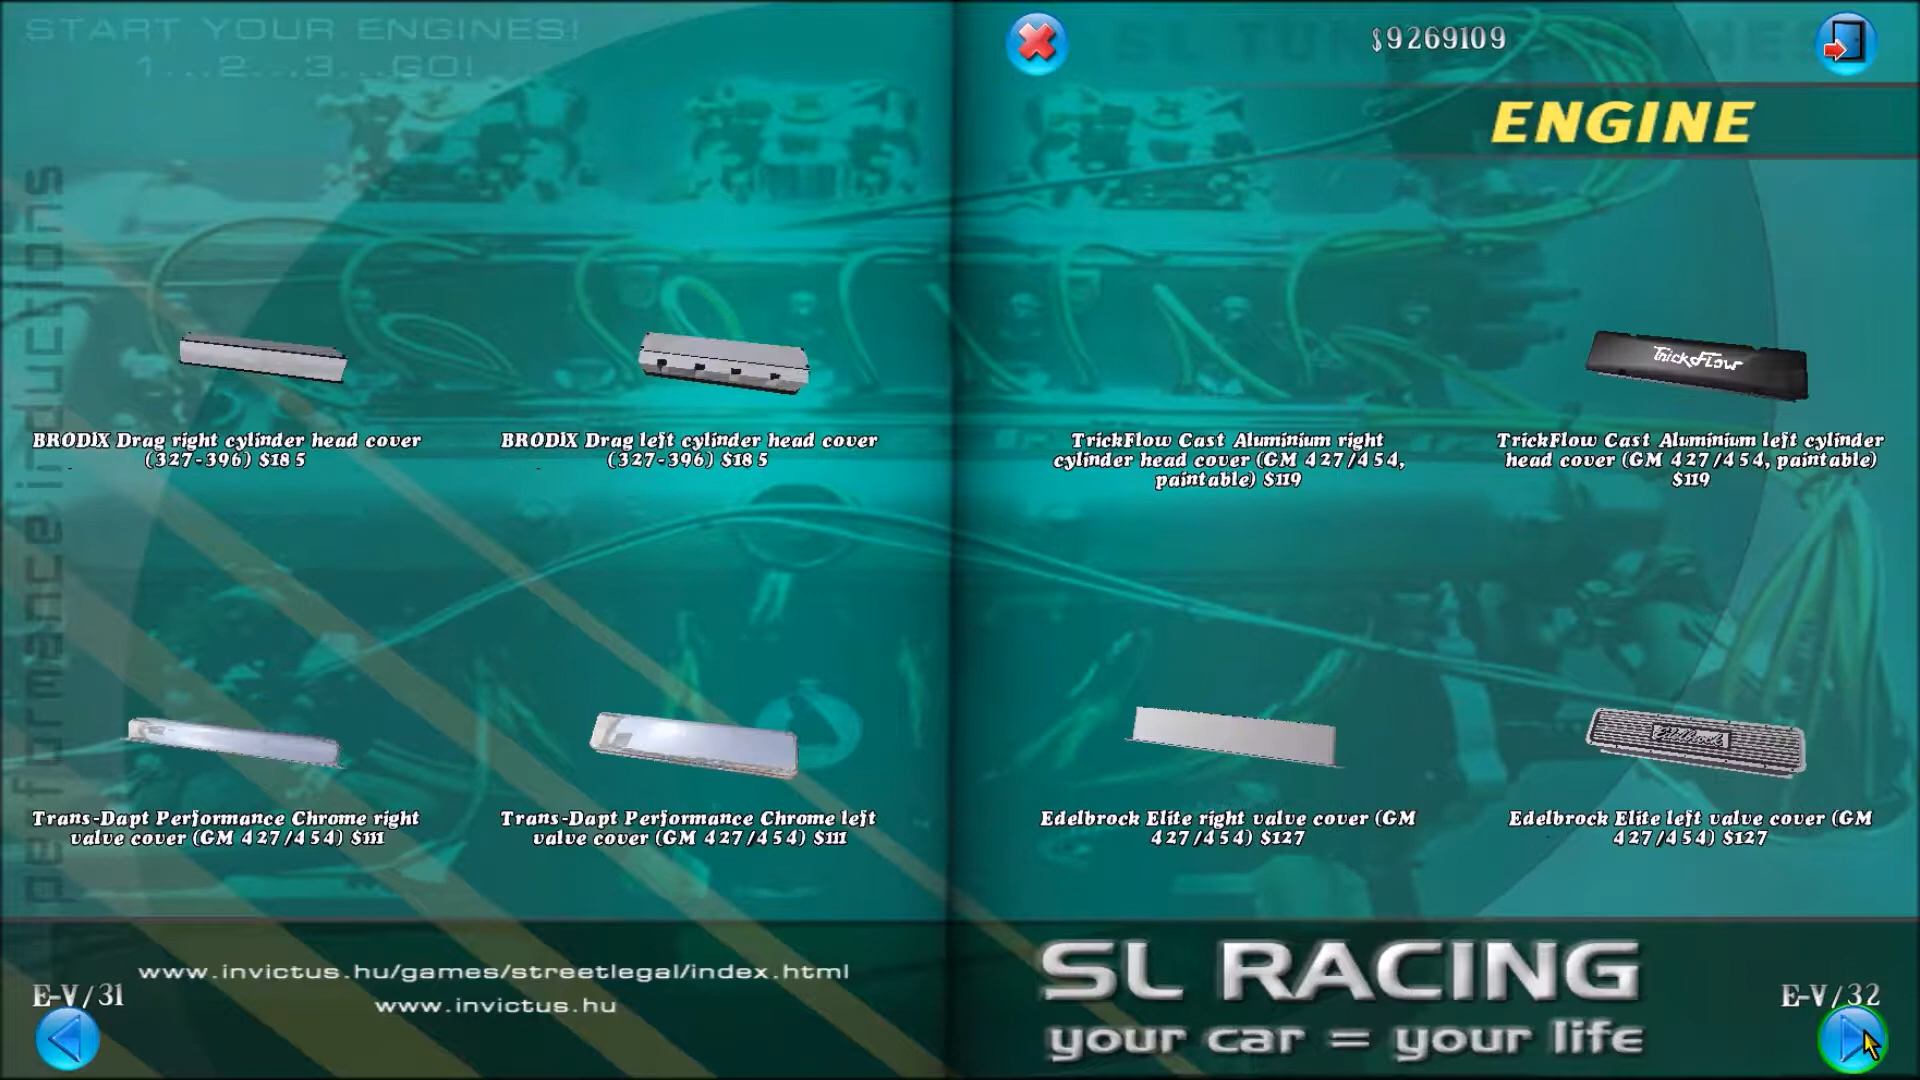 START YOUR ENGINES!
1...2...3...GO!
$9269109
ENGINE
performance inductions
TrickFlow
BRODIX Drag right cylinder head cover
(327-396) $185
BRODIX Drag left cylinder head cover
(327-396) $185
TrickFlow Cast Aluminium right
cylinder head cover (GM 427/454,
paintable) $119
TrickFlow Cast Aluminium left cylinder
head cover (GM 427/454, paintable)
$119
Edelbrock
Trans-Dapt Performance Chrome right
valve cover (GM 427/454) $111
Trans-Dapt Performance Chrome left
valve cover (GM 427/454) $111
Edelbrock Elite right valve cover (GM
427/454) $127
Edelbrock Elite left valve cover (GM
427/454) $127
www.invictus.hu/games/streetlegal/index.html
www.invictus.hu
E-V/31
SL RACING
your car = your life
E-V/32